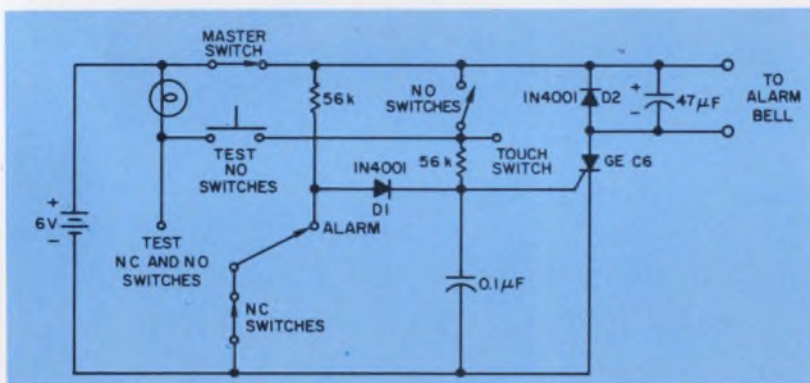 MASTER
SWITCH
56k
NO
SWITCHES
1N4001
D2
+
47μF
-
TO
ALARM
BELL
TEST
NO
SWITCHES
TOUCH
SWITCH
56k
1N4001
D1
GE C6
+
6V
-
TEST
NC AND NO
SWITCHES
ALARM
NC
SWITCHES
0.1μF